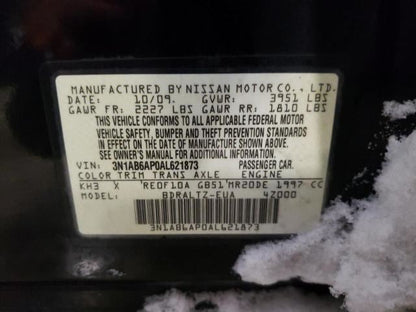 MANUFACTURED BY NISSAN MOTOR CO., LTD.
DATE: 10/09. GVWR: 3951 LBS
GAWR FR: 2227 LBS GAWR RR: 1810 LBS
THIS VEHICLE CONFORMS TO ALL APPLICABLE FEDERAL MOTOR
VEHICLE SAFETY, BUMPER AND THEFT PREVENTION STANDARDS
IN EFFECT ON THE DATE OF MANUFACTURE SHOWN ABOVE.
SEE OWNER'S MANUAL FOR ADDITIONAL INFORMATION.
VIN: 3N1AB6AP0AL621873 PASSENGER CAR.
COLOR TRIM TRANS AXLE ENGINE
KH3 X RE0F10A GB51 MR20DE 1997 CC
MODEL: BDRALTZ-EUA 4Z000
3N1AB6AP0AL621873